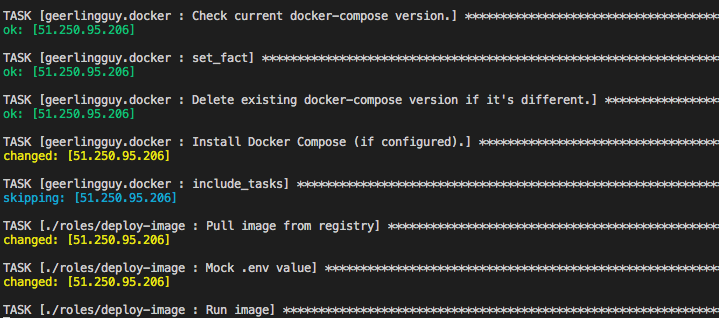 TASK [geerlingguy.docker : Check current docker-compose version.] ************************************
ok: [51.250.95.206]
TASK [geerlingguy.docker : set_fact] *****************************************************************
ok: [51.250.95.206]
TASK [geerlingguy.docker : Delete existing docker-compose version if it's different.] ****************
ok: [51.250.95.206]
TASK [geerlingguy.docker : Install Docker Compose (if configured).] **********************************
changed: [51.250.95.206]
TASK [geerlingguy.docker : include_tasks] ************************************************************
skipping: [51.250.95.206]
TASK [./roles/deploy-image : Pull image from registry] ***********************************************
changed: [51.250.95.206]
TASK [./roles/deploy-image : Mock .env value] ********************************************************
changed: [51.250.95.206]
TASK [./roles/deploy-image : Run image] **************************************************************